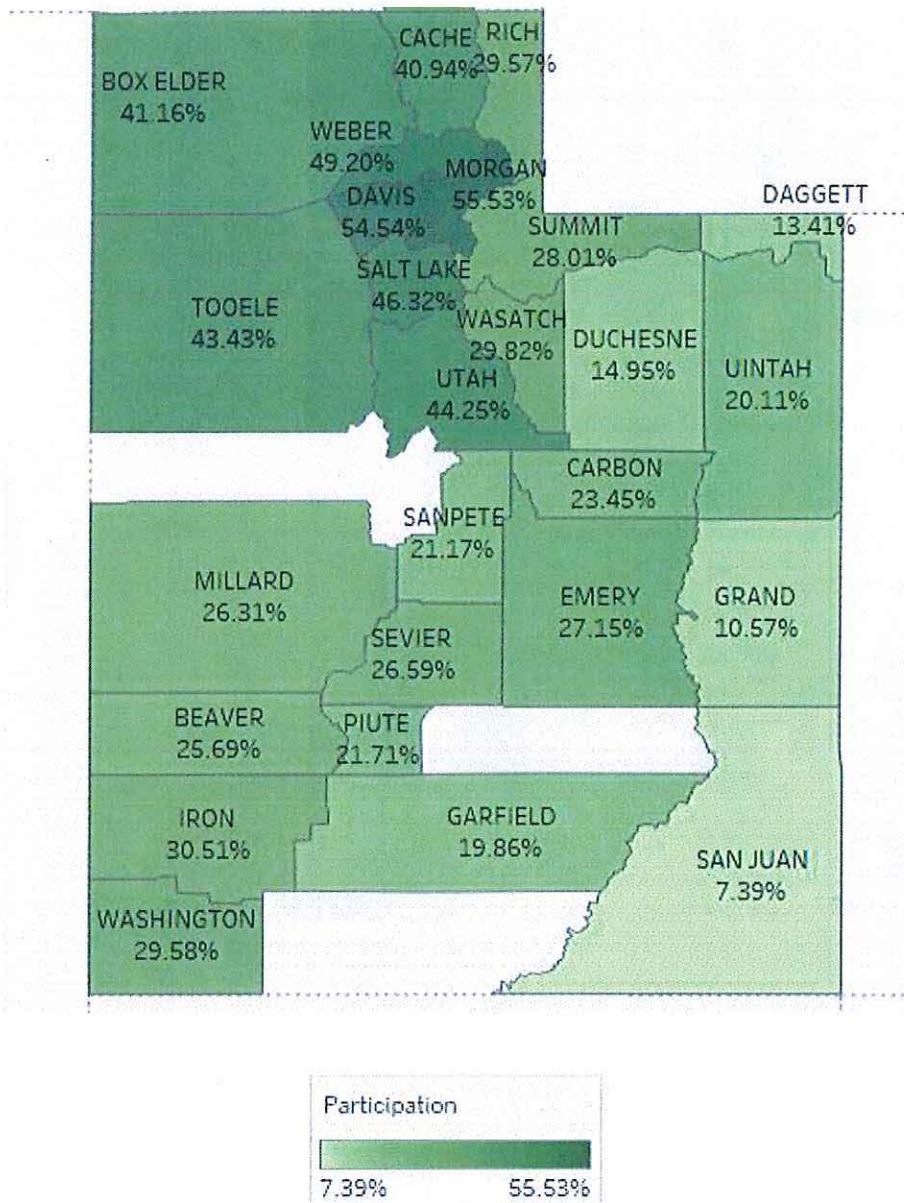 CACHE
40.94%
RICH
29.57%
BOX ELDER
41.16%
WEBER
49.20%
MORGAN
55.53%
DAVIS
54.54%
DAGGETT
13.41%
SUMMIT
28.01%
SALT LAKE
46.32%
TOOELE
43.43%
WASATCH
29.82%
DUCHESNE
14.95%
UINTAH
20.11%
UTAH
44.25%
CARBON
23.45%
SANPETE
21.17%
MILLARD
26.31%
EMERY
27.15%
GRAND
10.57%
SEVIER
26.59%
BEAVER
25.69%
PIUTE
21.71%
IRON
30.51%
GARFIELD
19.86%
SAN JUAN
7.39%
WASHINGTON
29.58%
Participation
7.39%
55.53%